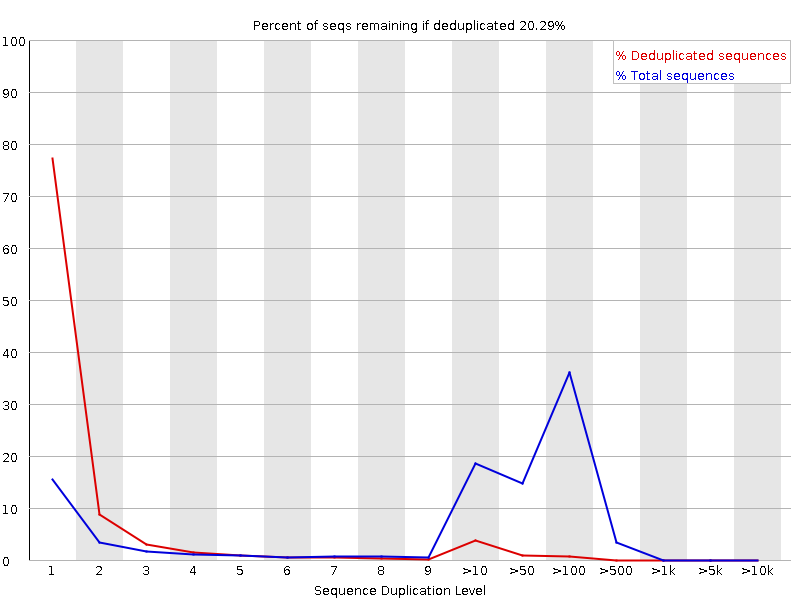 Percent of seqs remaining if deduplicated 20.29%
% Deduplicated sequences
% Total sequences
100
90
80
70
60
50
40
30
20
10
0
1 2 3 4 5 6 7 8 9 >10 >50 >100 >500 >1k >5k >10k
Sequence Duplication Level